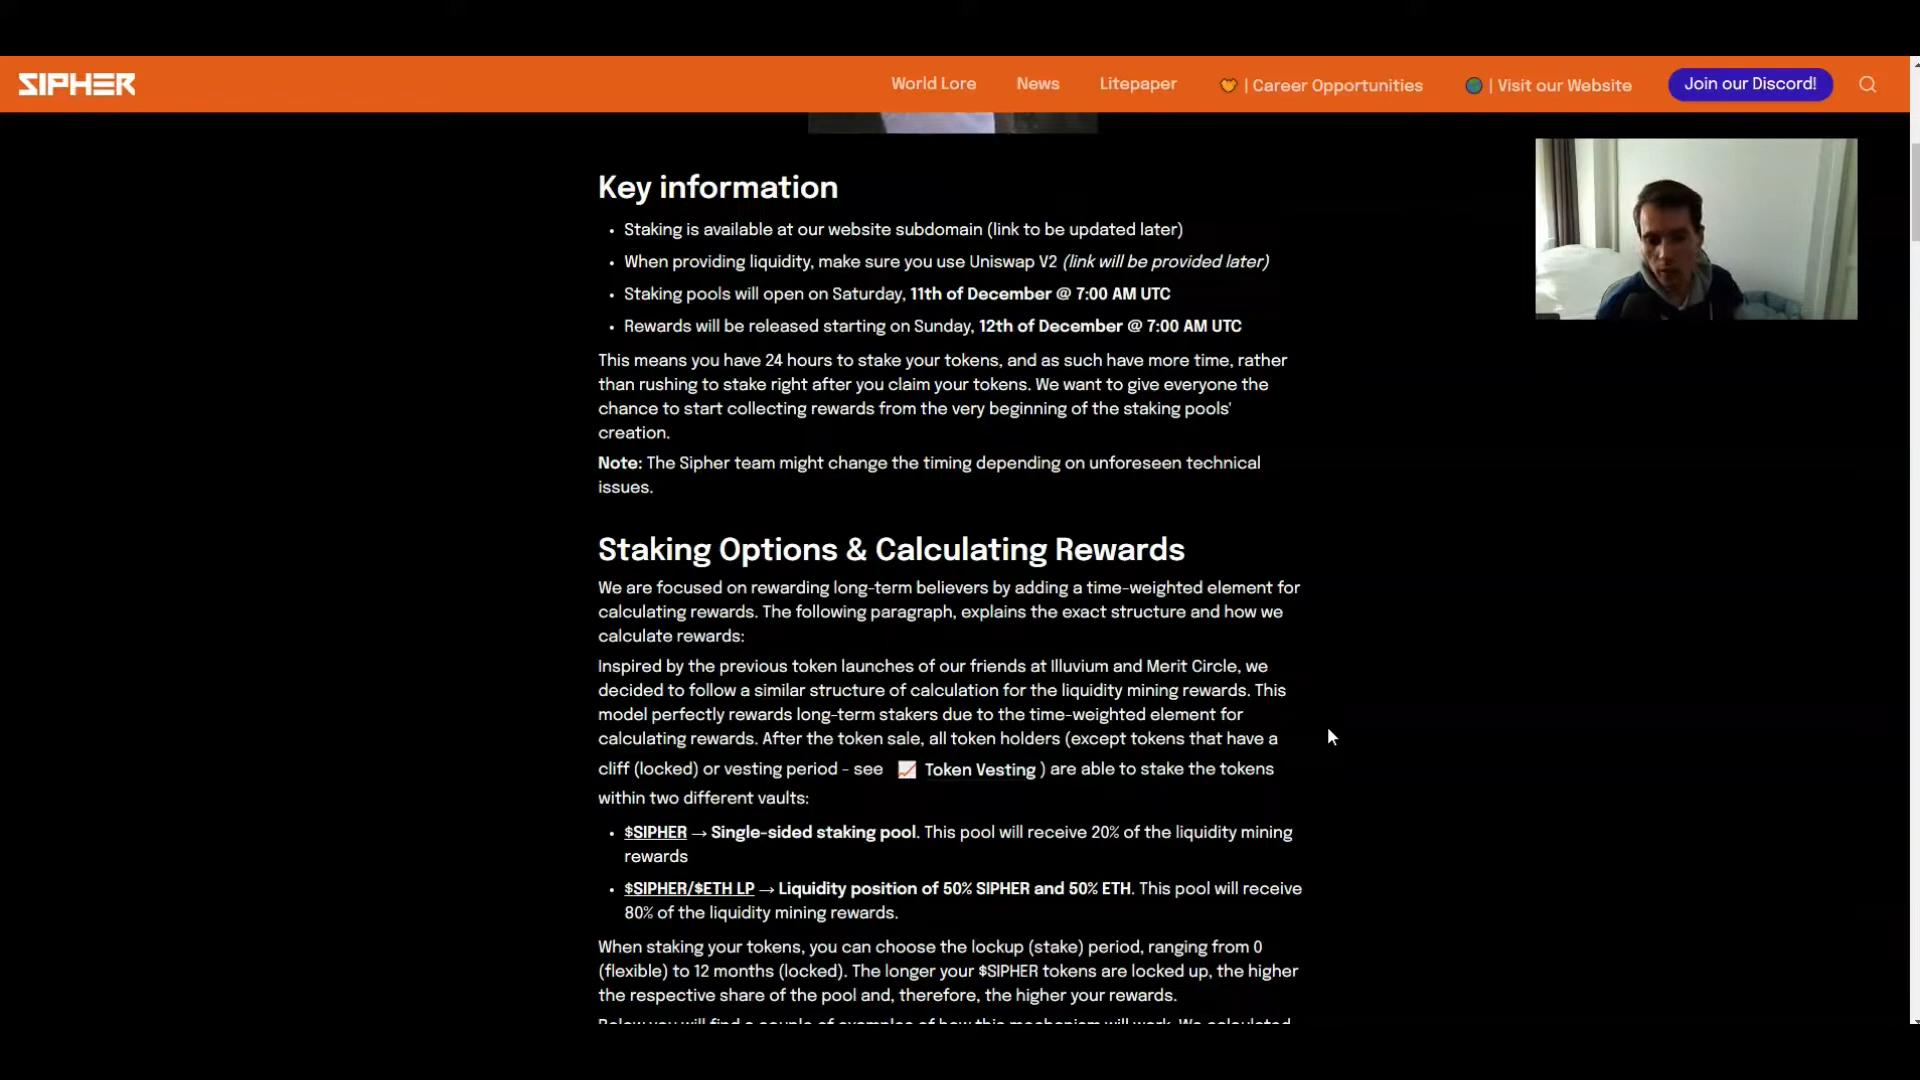 SIPHER
World Lore
News
Litepaper
| Career Opportunities
| Visit our Website
Join our Discord!
Key information
• Staking is available at our website subdomain (link to be updated later)
• When providing liquidity, make sure you use Uniswap V2 (link will be provided later)
• Staking pools will open on Saturday, 11th of December @ 7:00 AM UTC
• Rewards will be released starting on Sunday, 12th of December @ 7:00 AM UTC
This means you have 24 hours to stake your tokens, and as such have more time, rather
than rushing to stake right after you claim your tokens. We want to give everyone the
chance to start collecting rewards from the very beginning of the staking pools'
creation.
Note: The Sipher team might change the timing depending on unforeseen technical
issues.
Staking Options & Calculating Rewards
We are focused on rewarding long-term believers by adding a time-weighted element for
calculating rewards. The following paragraph, explains the exact structure and how we
calculate rewards:
Inspired by the previous token launches of our friends at Illuvium and Merit Circle, we
decided to follow a similar structure of calculation for the liquidity mining rewards. This
model perfectly rewards long-term stakers due to the time-weighted element for
calculating rewards. After the token sale, all token holders (except tokens that have a
cliff (locked) or vesting period - see Token Vesting ) are able to stake the tokens
within two different vaults:
• $SIPHER → Single-sided staking pool. This pool will receive 20% of the liquidity mining
rewards
• $SIPHER/$ETH LP → Liquidity position of 50% SIPHER and 50% ETH. This pool will receive
80% of the liquidity mining rewards.
When staking your tokens, you can choose the lockup (stake) period, ranging from 0
(flexible) to 12 months (locked). The longer your $SIPHER tokens are locked up, the higher
the respective share of the pool and, therefore, the higher your rewards.
Below you will find a couple of examples of how this mechanism will work. We calculated